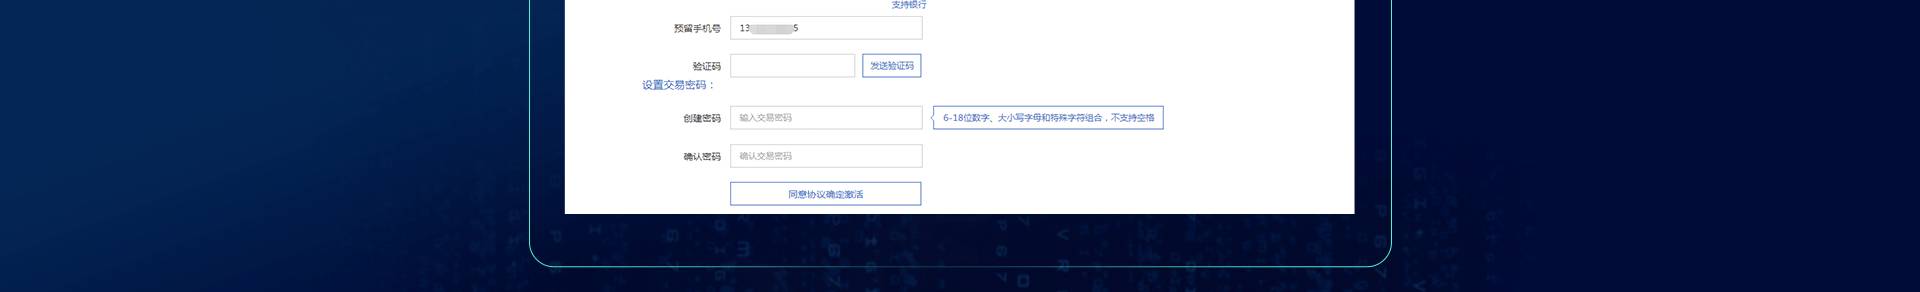 支持银行
预留手机号 13 5
验证码 发送验证码
设置交易密码：
创建密码 输入交易密码 6-18位数字、大小写字母和特殊字符组合，不支持空格
确认密码 确认交易密码
同意协议确定激活